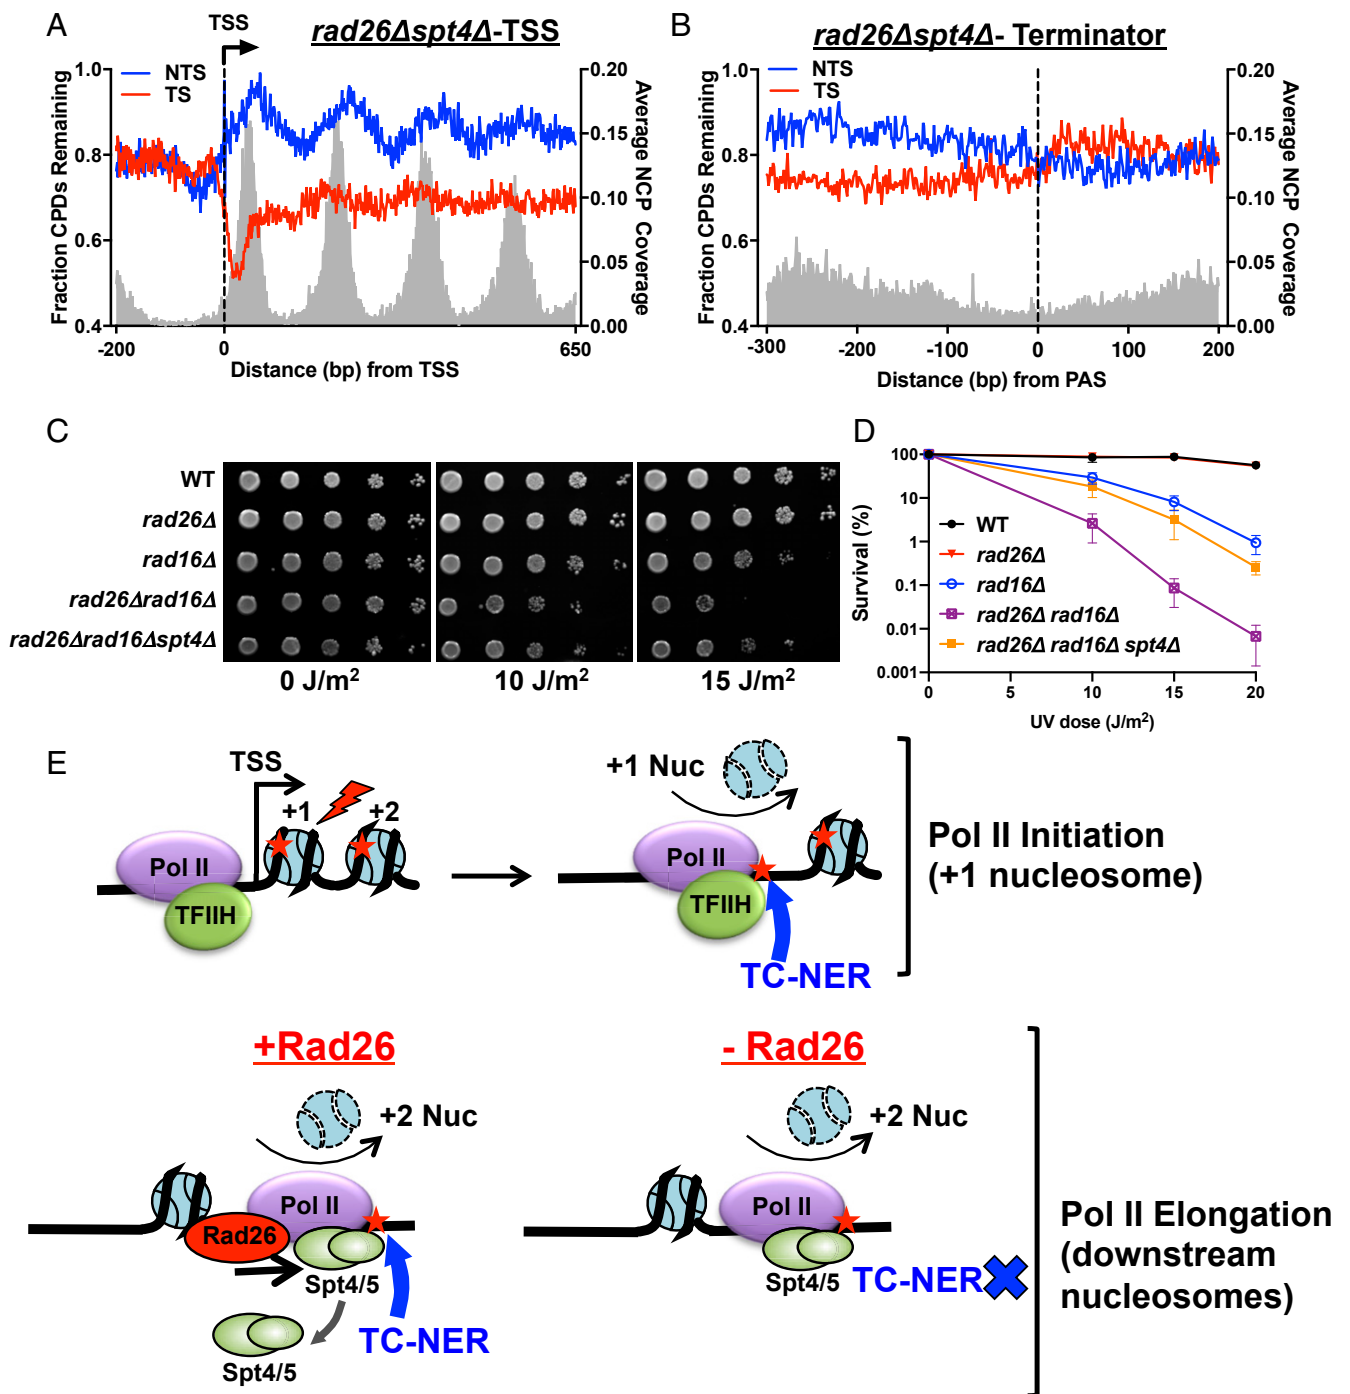 A
TSS
rad26Δspt4Δ-TSS
NTS
TS
1.0
0.8
0.6
0.4
Fraction CPDs Remaining
0.20
0.15
0.10
0.05
0.00
Average NCP Coverage
-200
0
650
Distance (bp) from TSS
B
rad26Δspt4Δ- Terminator
NTS
TS
1.0
0.8
0.6
0.4
Fraction CPDs Remaining
0.20
0.15
0.10
0.05
0.00
Average NCP Coverage
-300
-200
-100
0
100
200
Distance (bp) from PAS
C
WT
rad26Δ
rad16Δ
rad26Δrad16Δ
rad26Δrad16Δspt4Δ
0 J/m²
10 J/m²
15 J/m²
D
100
10
1
0.1
0.01
0.001
Survival (%)
WT
rad26Δ
rad16Δ
rad26Δ rad16Δ
rad26Δ rad16Δ spt4Δ
0
5
10
15
20
UV dose (J/m²)
E
TSS
+1
+2
Pol II
TFIIH
+1 Nuc
Pol II
TFIIH
TC-NER
Pol II Initiation
(+1 nucleosome)
+Rad26
+2 Nuc
Pol II
Rad26
Spt4/5
Spt4/5
TC-NER
- Rad26
+2 Nuc
Pol II
Spt4/5
TC-NER
Pol II Elongation
(downstream
nucleosomes)